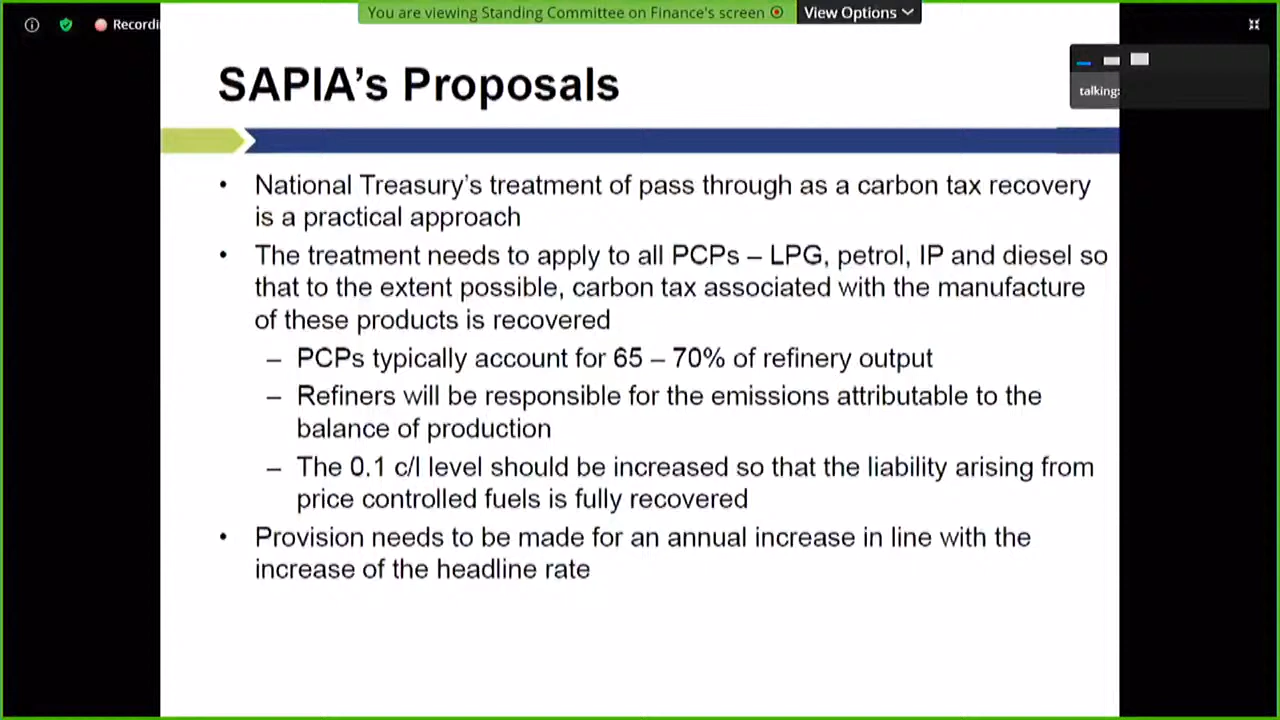 You are viewing Standing Committee on Finance's screen
View Options
Recordi
talking:
SAPIA’s Proposals
• National Treasury’s treatment of pass through as a carbon tax recovery
is a practical approach
• The treatment needs to apply to all PCPs – LPG, petrol, IP and diesel so
that to the extent possible, carbon tax associated with the manufacture
of these products is recovered
– PCPs typically account for 65 – 70% of refinery output
– Refiners will be responsible for the emissions attributable to the
balance of production
– The 0.1 c/l level should be increased so that the liability arising from
price controlled fuels is fully recovered
• Provision needs to be made for an annual increase in line with the
increase of the headline rate